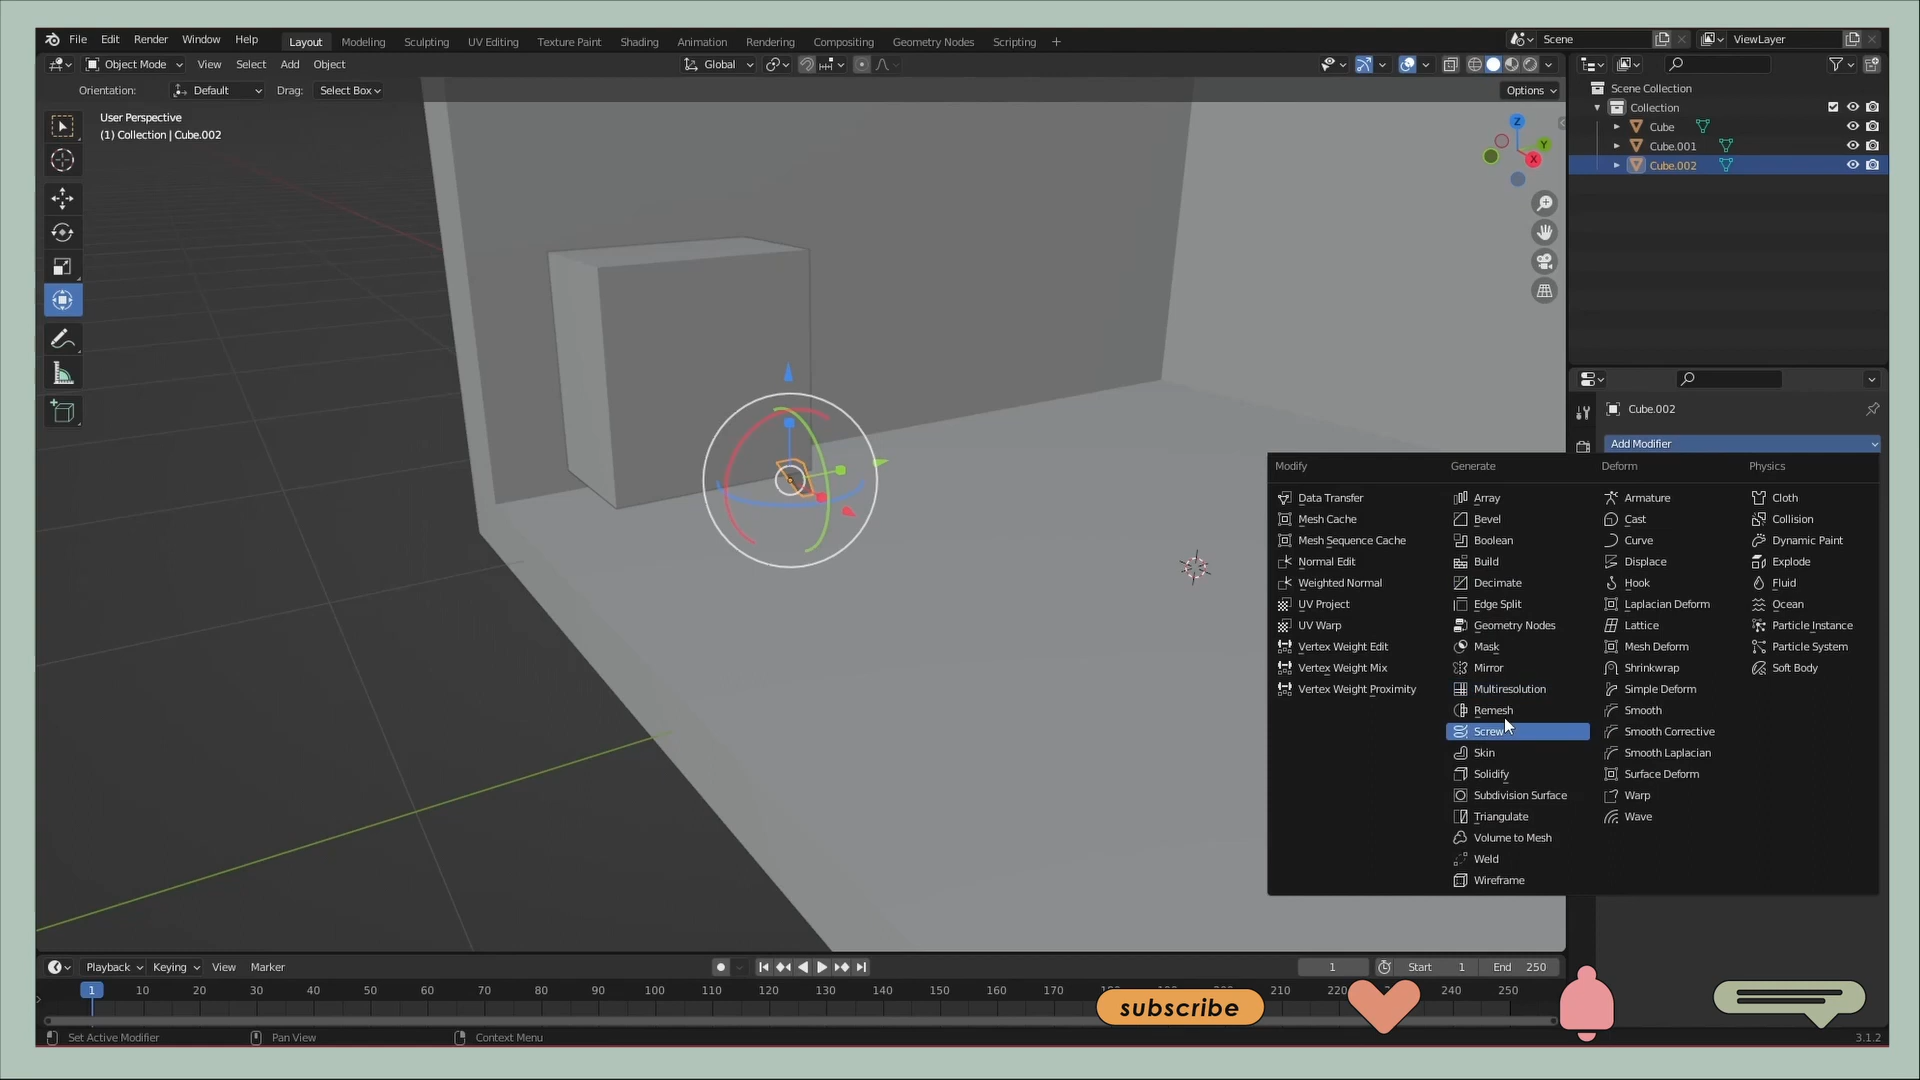 File Edit Render Window Help Layout Modeling Sculpting UV Editing Texture Paint Shading Animation Rendering Compositing Geometry Nodes Scripting + Scene ViewLayer
Object Mode View Select Add Object Global
Orientation: Default Drag: Select Box Options
User Perspective
(1) Collection | Cube.002
Z
Y
X
Scene Collection
Collection
Cube
Cube.001
Cube.002
Cube.002
Add Modifier
Modify Generate Deform Physics
Data Transfer Array Armature Cloth
Mesh Cache Bevel Cast Collision
Mesh Sequence Cache Boolean Curve Dynamic Paint
Normal Edit Build Displace Explode
Weighted Normal Decimate Hook Fluid
UV Project Edge Split Laplacian Deform Ocean
UV Warp Geometry Nodes Lattice Particle Instance
Vertex Weight Edit Mask Mesh Deform Particle System
Vertex Weight Mix Mirror Shrinkwrap Soft Body
Vertex Weight Proximity Multiresolution Simple Deform
Remesh Smooth
Screw Smooth Corrective
Skin Smooth Laplacian
Solidify Surface Deform
Subdivision Surface Warp
Triangulate Wave
Volume to Mesh
Weld
Wireframe
Playback Keying View Marker 1 Start 1 End 250
1 10 20 30 40 50 60 70 80 90 100 110 120 130 140 150 160 170 210 240 250
subscribe
Set Active Modifier Pan View Context Menu 3.1.2